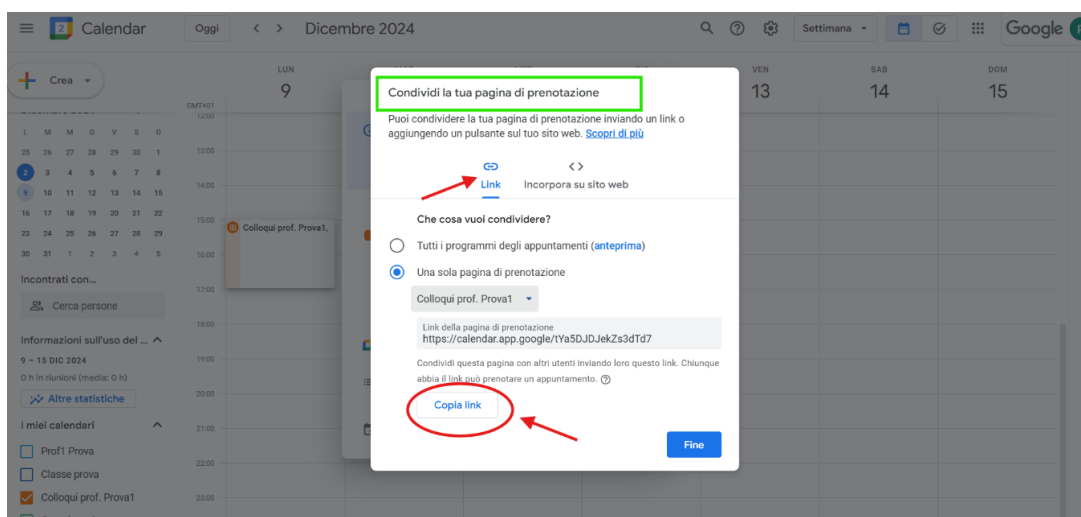 Calendar
Oggi
Dicembre 2024
Settimana
Google
Crea
LUN
9
VEN
13
SAB
14
DOM
15
GMT+01
12:00
13:00
14:00
15:00
16:00
17:00
18:00
19:00
20:00
21:00
22:00
23:00
L M M G V S D
25 26 27 28 29 30 1
2 3 4 5 6 7 8
9 10 11 12 13 14 15
16 17 18 19 20 21 22
23 24 25 26 27 28 29
30 31 1 2 3 4 5
Incontrati con...
Cerca persone
Informazioni sull'uso del ...
9 – 15 DIC 2024
0 h in riunioni (media: 0 h)
Altre statistiche
I miei calendari
Prof1 Prova
Classe prova
Colloqui prof. Prova1
Colloqui prof. Prova1,
Condividi la tua pagina di prenotazione
Puoi condividere la tua pagina di prenotazione inviando un link o
aggiungendo un pulsante sul tuo sito web. Scopri di più
Link
Incorpora su sito web
Che cosa vuoi condividere?
Tutti i programmi degli appuntamenti (anteprima)
Una sola pagina di prenotazione
Colloqui prof. Prova1
Link della pagina di prenotazione
https://calendar.app.google/tYa5DJDJekZs3dTd7
Condividi questa pagina con altri utenti inviando loro questo link. Chiunque
abbia il link può prenotare un appuntamento.
Copia link
Fine